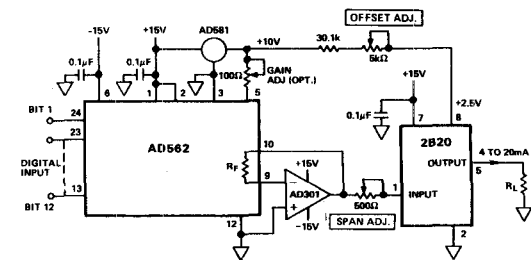 OFFSET ADJ.
-15V
+15V
AD581
+10V
30.1k
5kΩ
0.1μF
0.1μF
100Ω
GAIN
ADJ (OPT.)
+15V
0.1μF
+2.5V
6
1
2
3
5
7
8
BIT 1
24
23
DIGITAL
INPUT
13
BIT 12
AD562
RF
10
9
12
+15V
−
AD301
+
-15V
500Ω
SPAN ADJ.
1
INPUT
2B20
OUTPUT
5
2
4 TO 20mA
RL